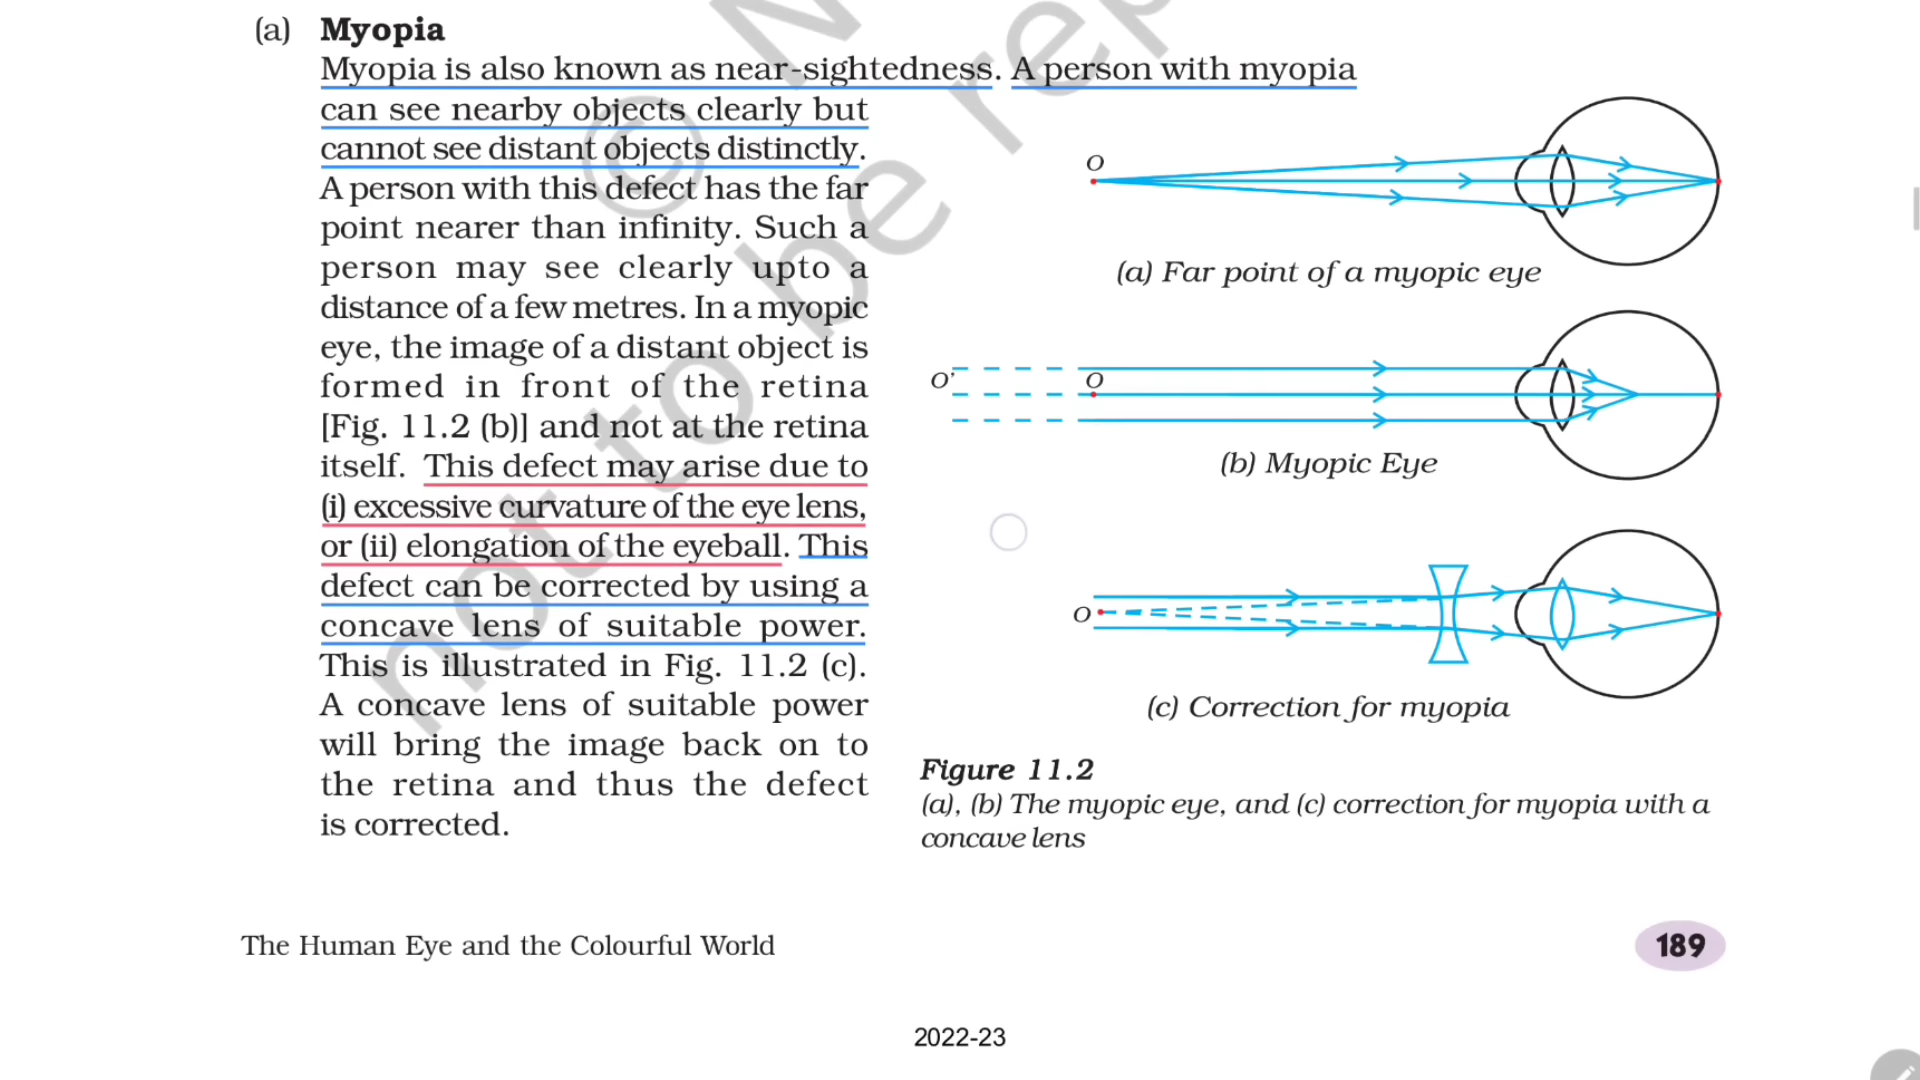 (a) Myopia
Myopia is also known as near-sightedness. A person with myopia
can see nearby objects clearly but
cannot see distant objects distinctly.
A person with this defect has the far
point nearer than infinity. Such a
person may see clearly upto a
distance of a few metres. In a myopic
eye, the image of a distant object is
formed in front of the retina
[Fig. 11.2 (b)] and not at the retina
itself. This defect may arise due to
(i) excessive curvature of the eye lens,
or (ii) elongation of the eyeball. This
defect can be corrected by using a
concave lens of suitable power.
This is illustrated in Fig. 11.2 (c).
A concave lens of suitable power
will bring the image back on to
the retina and thus the defect
is corrected.
O
(a) Far point of a myopic eye
O' O
(b) Myopic Eye
O
(c) Correction for myopia
Figure 11.2
(a), (b) The myopic eye, and (c) correction for myopia with a
concave lens
The Human Eye and the Colourful World
189
2022-23
© N
not to be rep